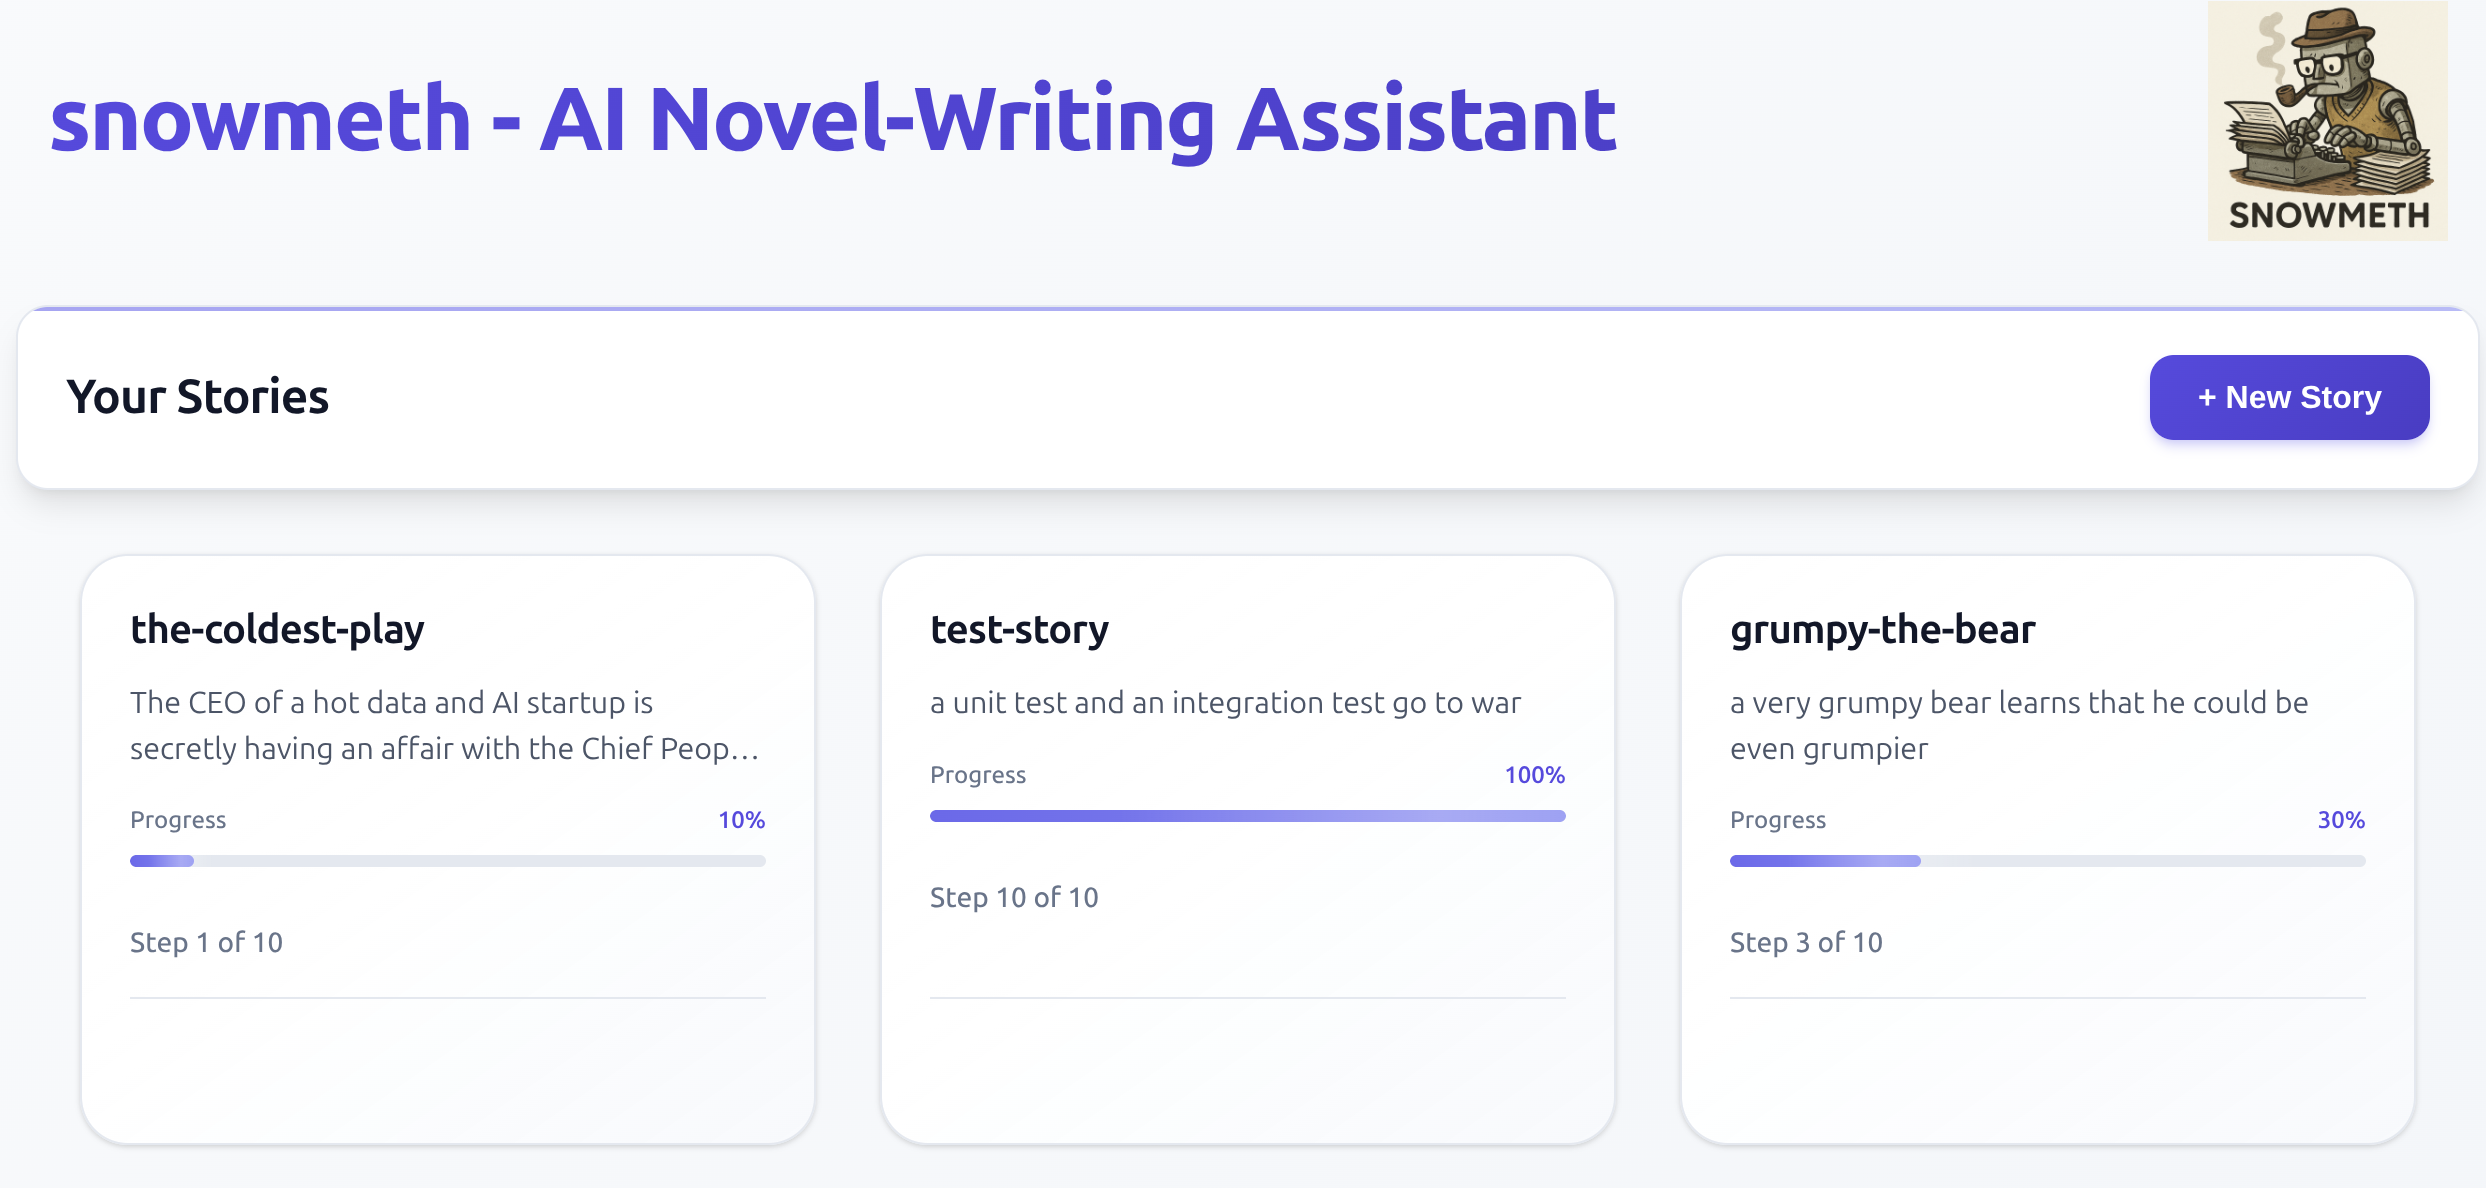 snowmeth - AI Novel-Writing Assistant
SNOWMETH
Your Stories
+ New Story
the-coldest-play
The CEO of a hot data and AI startup is
secretly having an affair with the Chief Peop...
Progress
10%
Step 1 of 10
test-story
a unit test and an integration test go to war
Progress
100%
Step 10 of 10
grumpy-the-bear
a very grumpy bear learns that he could be
even grumpier
Progress
30%
Step 3 of 10